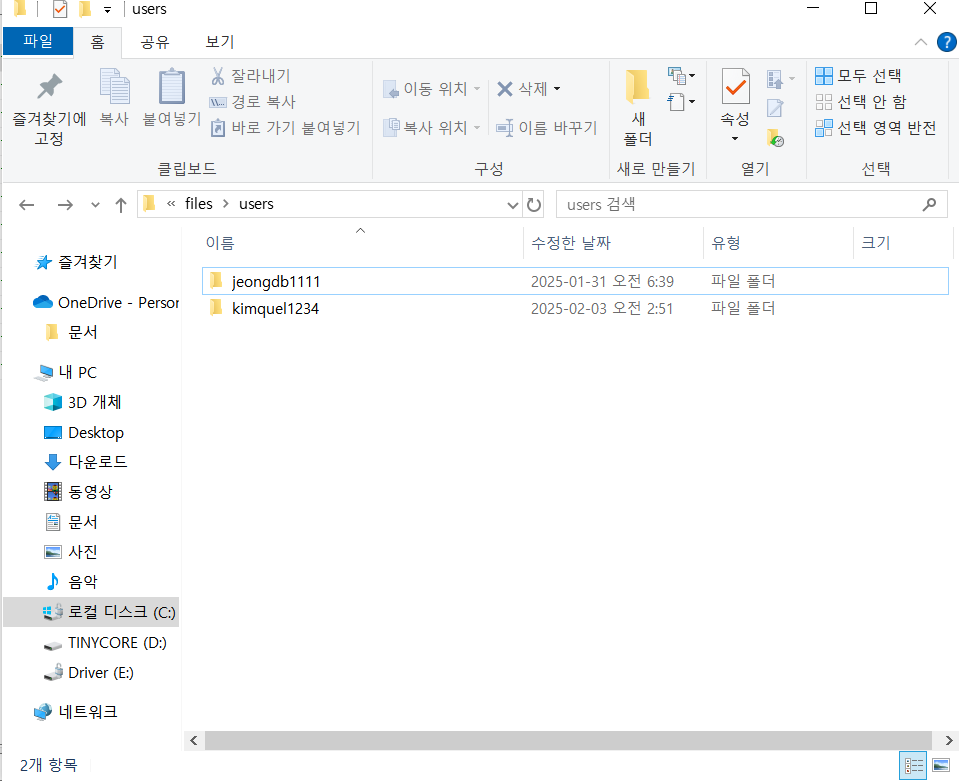 users
파일 홈 공유 보기
즐겨찾기에 고정
복사
붙여넣기
잘라내기
경로 복사
바로 가기 붙여넣기
클립보드
이동 위치
복사 위치
삭제
이름 바꾸기
구성
새 폴더
새로 만들기
속성
열기
모두 선택
선택 안 함
선택 영역 반전
선택
« files > users
users 검색
이름 수정한 날짜 유형 크기
jeongdb1111 2025-01-31 오전 6:39 파일 폴더
kimquel1234 2025-02-03 오전 2:51 파일 폴더
즐겨찾기
OneDrive - Person
문서
내 PC
3D 개체
Desktop
다운로드
동영상
문서
사진
음악
로컬 디스크 (C:)
TINYCORE (D:)
Driver (E:)
네트워크
2개 항목